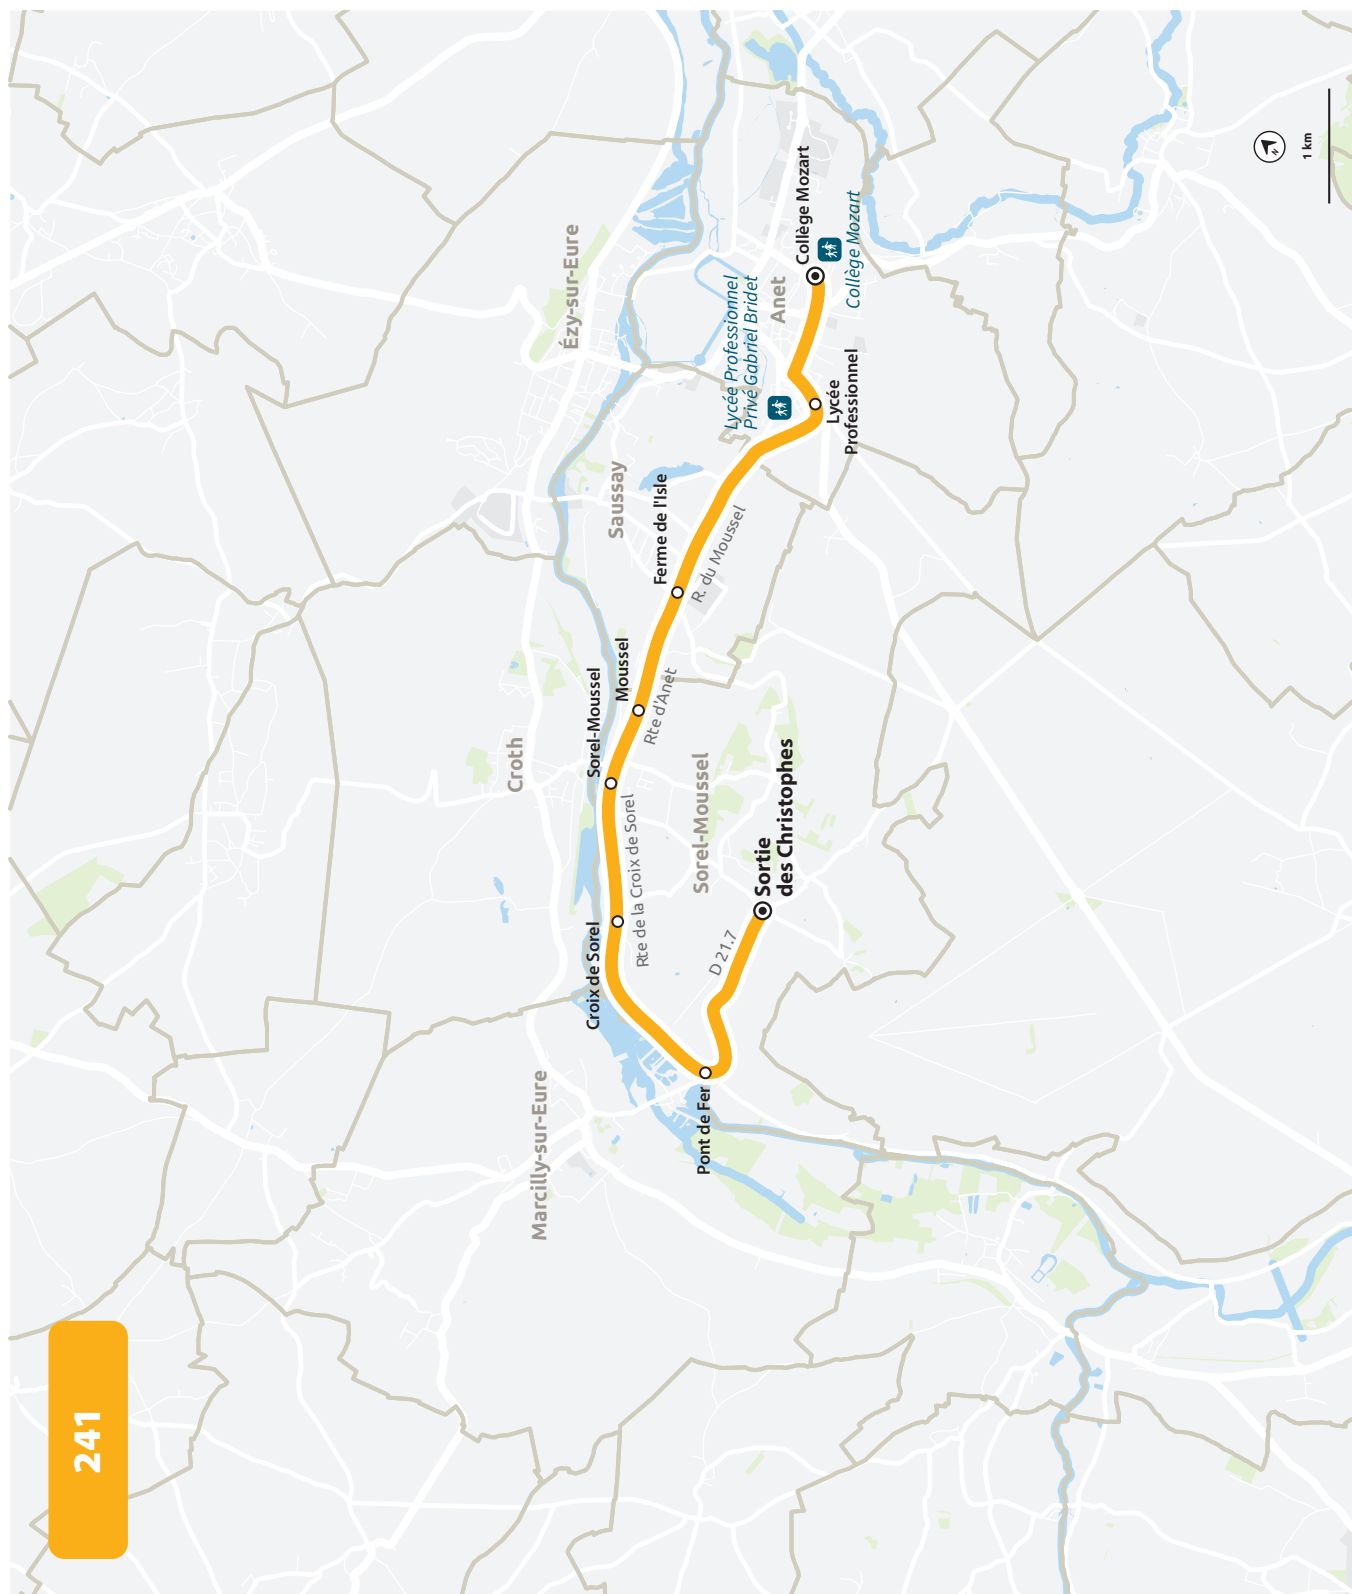 241
Marcilly-sur-Eure
Croth
Ézy-sur-Eure
Saussay
Sorel-Moussel
Anet
Pont de Fer
Croix de Sorel
Sorel-Moussel
Moussel
Ferme de l'Isle
Lycée
Professionnel
Collège Mozart
Sortie
des Christophes
D 21.7
Rte de la Croix de Sorel
Rte d'Anet
R. du Moussel
Lycée Professionnel
Privé Gabriel Bridet
Collège Mozart
N
1 km